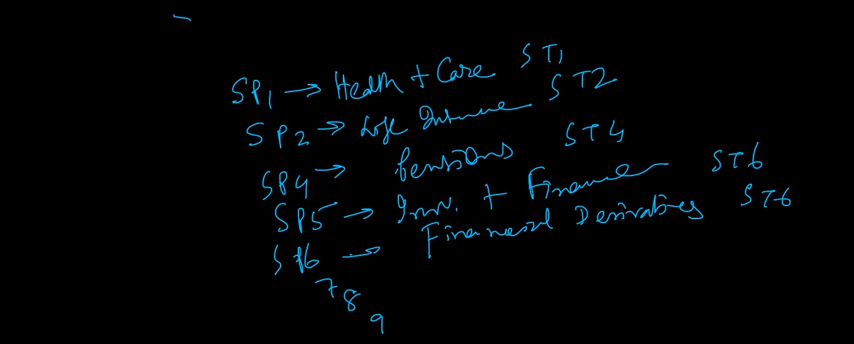 SP1 → Health + Care ST1
SP2 → Life Insurance ST2
SP4 → Pensions ST4
SP5 → Inv. + Finance ST6
SP6 → Financial Derivatives ST6
7
8
9